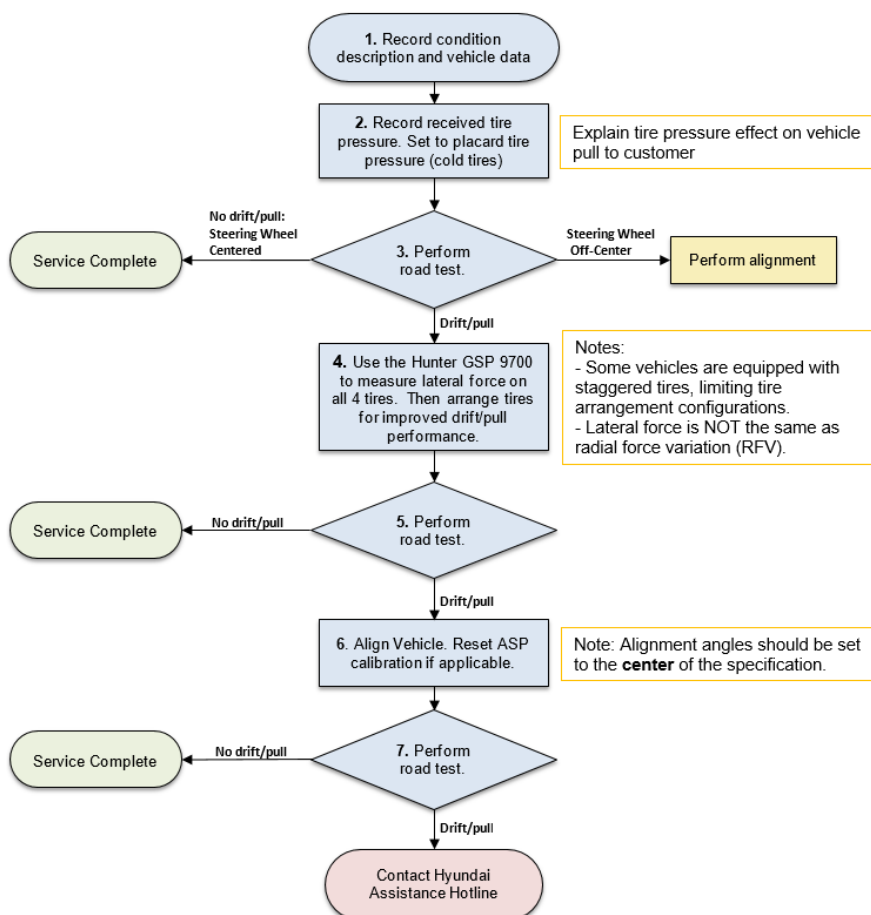 1. Record condition
description and vehicle data
2. Record received tire
pressure. Set to placard tire
pressure (cold tires)
Explain tire pressure effect on vehicle
pull to customer
No drift/pull:
Steering Wheel
Centered
Service Complete
3. Perform
road test.
Steering Wheel
Off-Center
Perform alignment
Drift/pull
4. Use the Hunter GSP 9700
to measure lateral force on
all 4 tires. Then arrange tires
for improved drift/pull
performance.
Notes:
- Some vehicles are equipped with
staggered tires, limiting tire
arrangement configurations.
- Lateral force is NOT the same as
radial force variation (RFV).
Service Complete
No drift/pull
5. Perform
road test.
Drift/pull
6. Align Vehicle. Reset ASP
calibration if applicable.
Note: Alignment angles should be set
to the center of the specification.
Service Complete
No drift/pull
7. Perform
road test.
Drift/pull
Contact Hyundai
Assistance Hotline